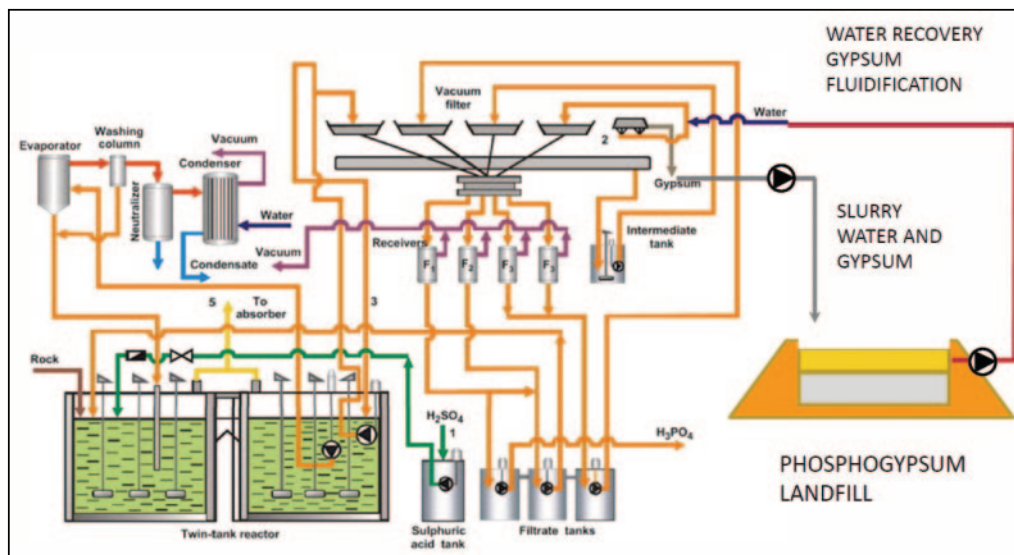 WATER RECOVERY
GYPSUM
FLUIDIFICATION
Vacuum
filter
Water
2
Gypsum
Evaporator
Washing
column
Vacuum
Condenser
Neutralizer
Water
Condensate
Vacuum
Receivers
F1
F2
F3
F3
Intermediate
tank
SLURRY
WATER AND
GYPSUM
5
To
absorber
3
Rock
H2SO4
1
H3PO4
PHOSPHOGYPSUM
LANDFILL
Twin-tank reactor
Sulphuric
acid tank
Filtrate tanks